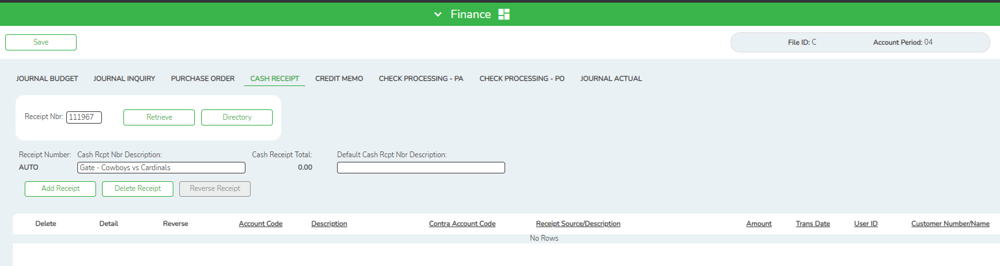 Finance
Save
File ID: C Account Period: 04
JOURNAL BUDGET JOURNAL INQUIRY PURCHASE ORDER CASH RECEIPT CREDIT MEMO CHECK PROCESSING - PA CHECK PROCESSING - PO JOURNAL ACTUAL
Receipt Nbr: 111967 Retrieve Directory
Receipt Number: Cash Rcpt Nbr Description: Cash Receipt Total: Default Cash Rcpt Nbr Description:
AUTO Gate - Cowboys vs Cardinals 0.00
Add Receipt Delete Receipt Reverse Receipt
Delete Detail Reverse Account Code Description Contra Account Code Receipt Source/Description Amount Trans Date User ID Customer Number/Name
No Rows